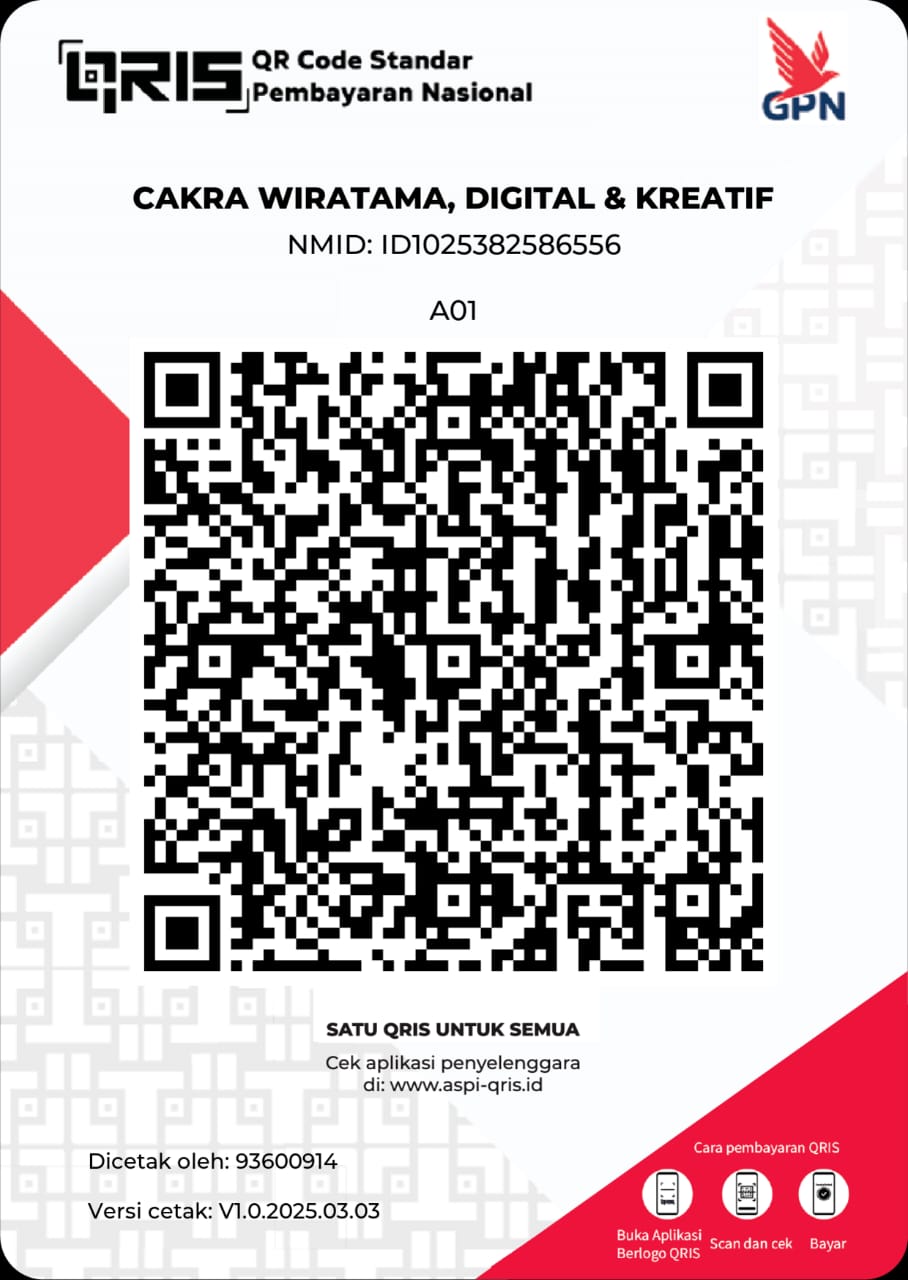 QRIS QR Code Standar
Pembayaran Nasional
GPN
CAKRA WIRATAMA, DIGITAL & KREATIF
NMID: ID1025382586556
A01
SATU QRIS UNTUK SEMUA
Cek aplikasi penyelenggara
di: www.aspi-qris.id
Dicetak oleh: 93600914
Versi cetak: V1.0.2025.03.03
Cara pembayaran QRIS
Buka Aplikasi
Berlogo QRIS
Scan dan cek
Bayar